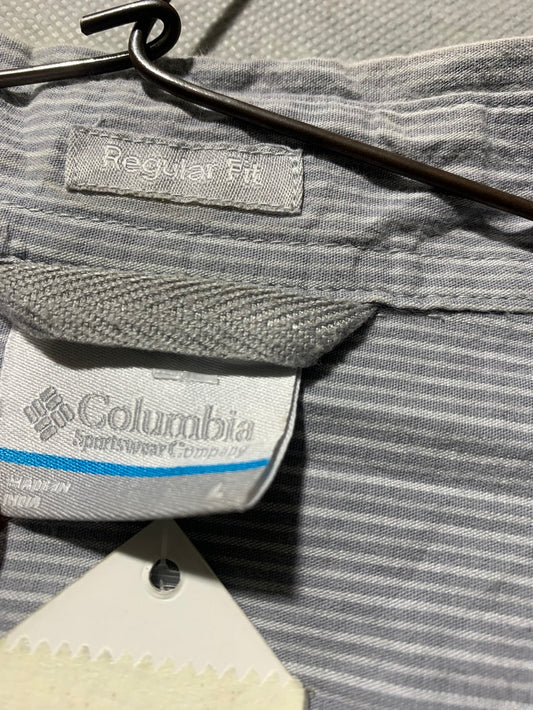 Regular Fit
Columbia
Sportswear Company
MADE IN
INDIA
L